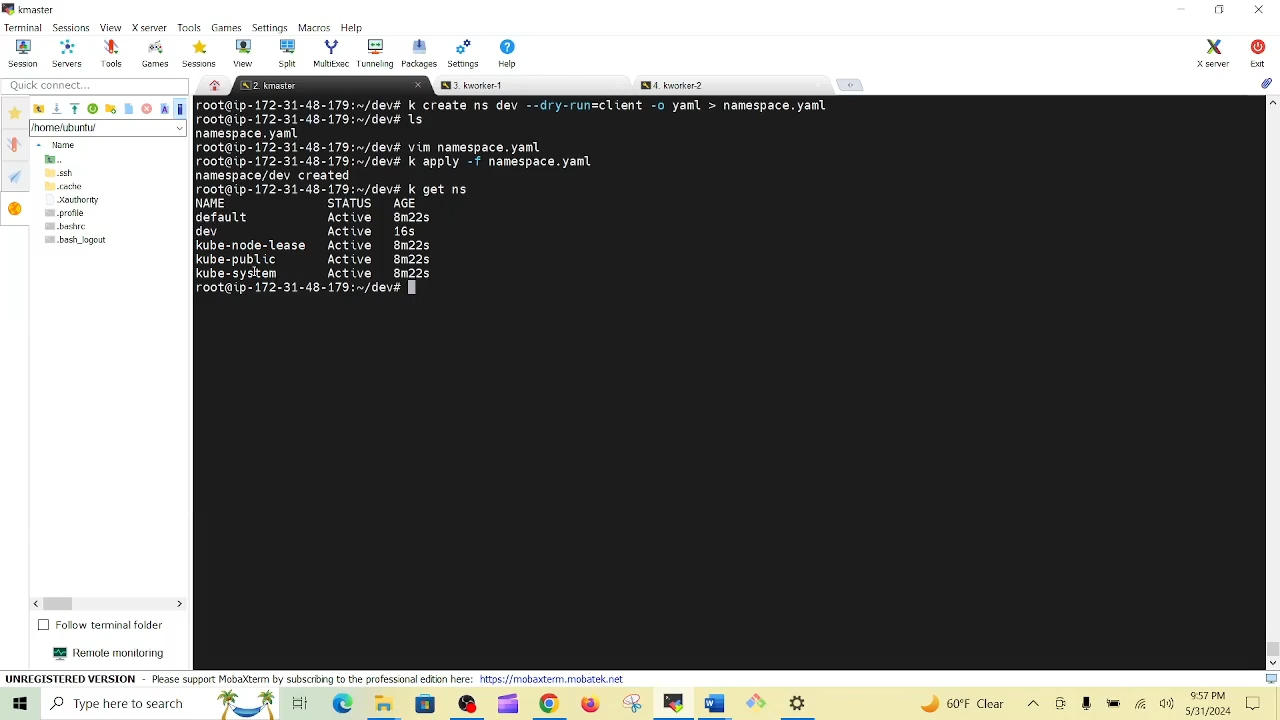 kmaster
Terminal Sessions View X server Tools Games Settings Macros Help
Session Servers Tools Games Sessions View Split MultiExec Tunneling Packages Settings Help X server Exit
Quick connect...
2. kmaster
3. kworker-1
4. kworker-2
/home/ubuntu/
Name
..
.ssh
.cache
.Xauthority
.profile
.bashrc
.bash_logout
root@ip-172-31-48-179:~/dev# k create ns dev --dry-run=client -o yaml > namespace.yaml
root@ip-172-31-48-179:~/dev# ls
namespace.yaml
root@ip-172-31-48-179:~/dev# vim namespace.yaml
root@ip-172-31-48-179:~/dev# k apply -f namespace.yaml
namespace/dev created
root@ip-172-31-48-179:~/dev# k get ns
NAME STATUS AGE
default Active 8m22s
dev Active 16s
kube-node-lease Active 8m22s
kube-public Active 8m22s
kube-system Active 8m22s
root@ip-172-31-48-179:~/dev#
Follow terminal folder
Remote monitoring
UNREGISTERED VERSION - Please support MobaXterm by subscribing to the professional edition here: https://mobaxterm.mobatek.net
Type here to search
60°F Clear
9:57 PM
5/31/2024